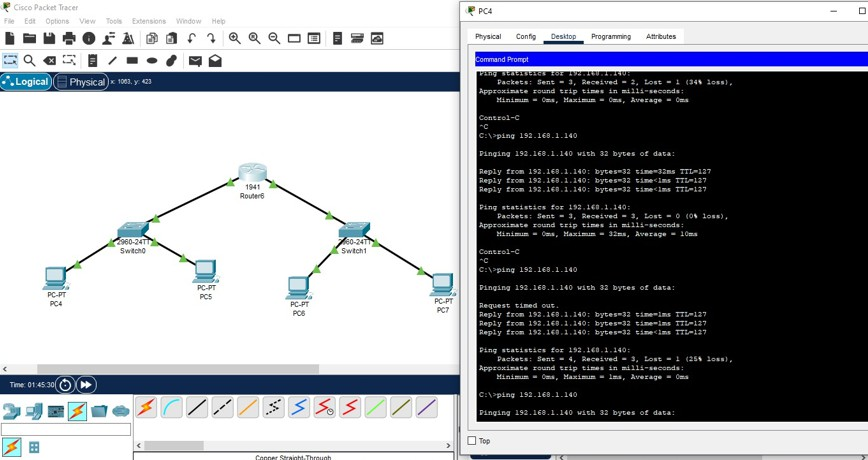 Cisco Packet Tracer
File Edit Options View Tools Extensions Window Help
Logical Physical x: 1063, y: 423
1941
Router6
2960-24TT
Switch0
2960-24TT
Switch1
PC-PT
PC4
PC-PT
PC5
PC-PT
PC6
PC-PT
PC7
Time: 01:45:30
Copper Straight-Through
PC4
Physical Config Desktop Programming Attributes
Command Prompt
Ping statistics for 192.168.1.140:
Packets: Sent = 3, Received = 2, Lost = 1 (34% loss),
Approximate round trip times in milli-seconds:
Minimum = 0ms, Maximum = 0ms, Average = 0ms
Control-C
^C
C:\>ping 192.168.1.140
Pinging 192.168.1.140 with 32 bytes of data:
Reply from 192.168.1.140: bytes=32 time=32ms TTL=127
Reply from 192.168.1.140: bytes=32 time<1ms TTL=127
Reply from 192.168.1.140: bytes=32 time<1ms TTL=127
Ping statistics for 192.168.1.140:
Packets: Sent = 3, Received = 3, Lost = 0 (0% loss),
Approximate round trip times in milli-seconds:
Minimum = 0ms, Maximum = 32ms, Average = 10ms
Control-C
^C
C:\>ping 192.168.1.140
Pinging 192.168.1.140 with 32 bytes of data:
Request timed out.
Reply from 192.168.1.140: bytes=32 time=1ms TTL=127
Reply from 192.168.1.140: bytes=32 time<1ms TTL=127
Reply from 192.168.1.140: bytes=32 time<1ms TTL=127
Ping statistics for 192.168.1.140:
Packets: Sent = 4, Received = 3, Lost = 1 (25% loss),
Approximate round trip times in milli-seconds:
Minimum = 0ms, Maximum = 1ms, Average = 0ms
C:\>ping 192.168.1.140
Pinging 192.168.1.140 with 32 bytes of data:
Top